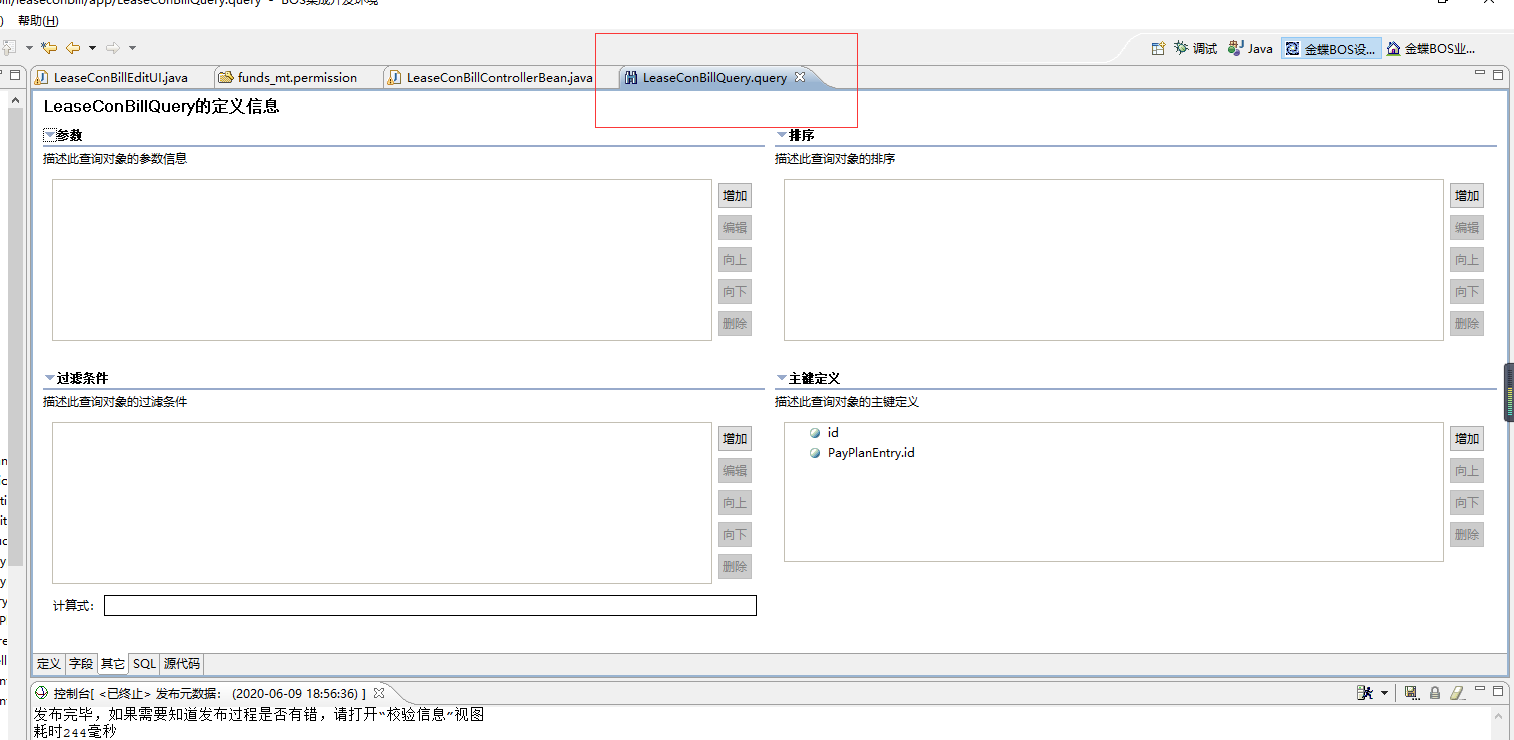 ill/leaseconbill/app/LeaseConBillQuery.query - BOS集成开发环境
) 帮助(H)
调试 Java 金蝶BOS设... 金蝶BOS业...
LeaseConBillEditUI.java funds_mt.permission LeaseConBillControllerBean.java LeaseConBillQuery.query
LeaseConBillQuery的定义信息
参数
描述此查询对象的参数信息
增加
编辑
向上
向下
删除
排序
描述此查询对象的排序
增加
编辑
向上
向下
删除
过滤条件
描述此查询对象的过滤条件
增加
编辑
向上
向下
删除
计算式:
主键定义
描述此查询对象的主键定义
id
PayPlanEntry.id
增加
向上
向下
删除
定义 字段 其它 SQL 源代码
控制台[ <已终止> 发布元数据: (2020-06-09 18:56:36) ]
发布完毕，如果需要知道发布过程是否有错，请打开“校验信息”视图
耗时244毫秒